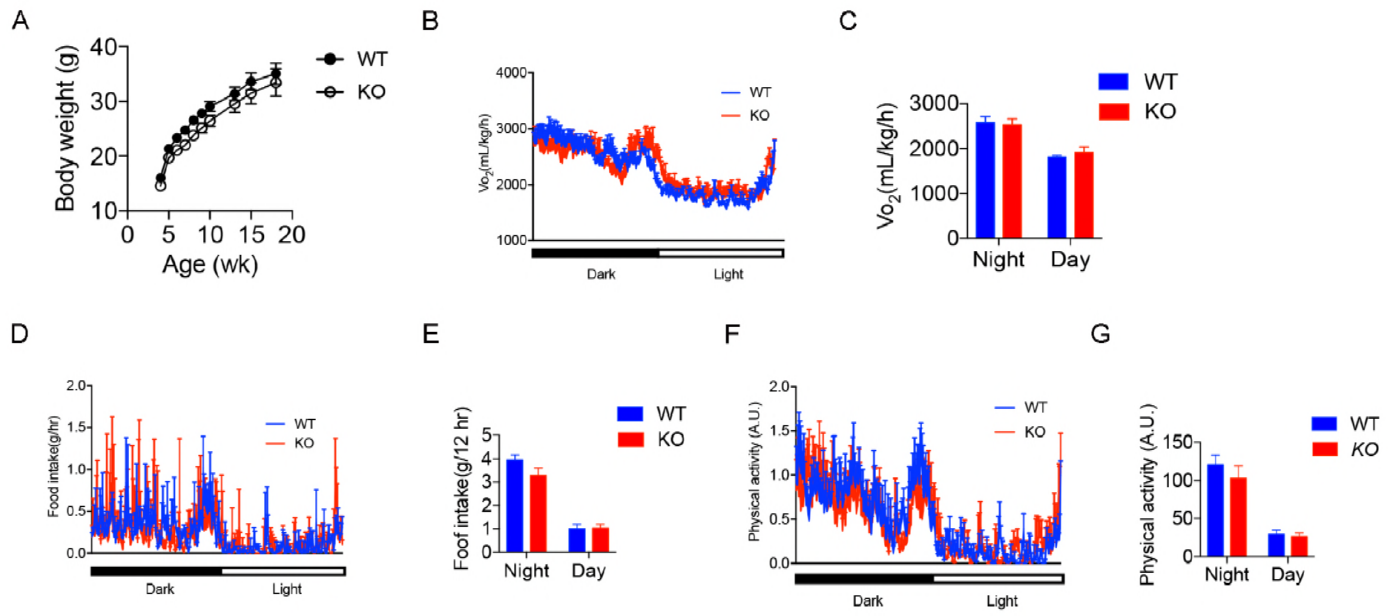 A
Body weight (g)
40
30
20
10
0
5
10
15
20
Age (wk)
WT
KO
B
Vo2(mL/kg/h)
4000
3000
2000
1000
WT
KO
Dark
Light
C
Vo2(mL/kg/h)
3000
2000
1000
0
Night
Day
WT
KO
D
Food intake(g/hr)
2.0
1.5
1.0
0.5
0.0
WT
KO
Dark
Light
E
Foof intake(g/12 hr)
5
4
3
2
1
0
Night
Day
WT
KO
F
Physical activity (A.U.)
2.0
1.5
1.0
0.5
0.0
WT
KO
Dark
Light
G
Physical activity (A.U.)
150
100
50
0
Night
Day
WT
KO